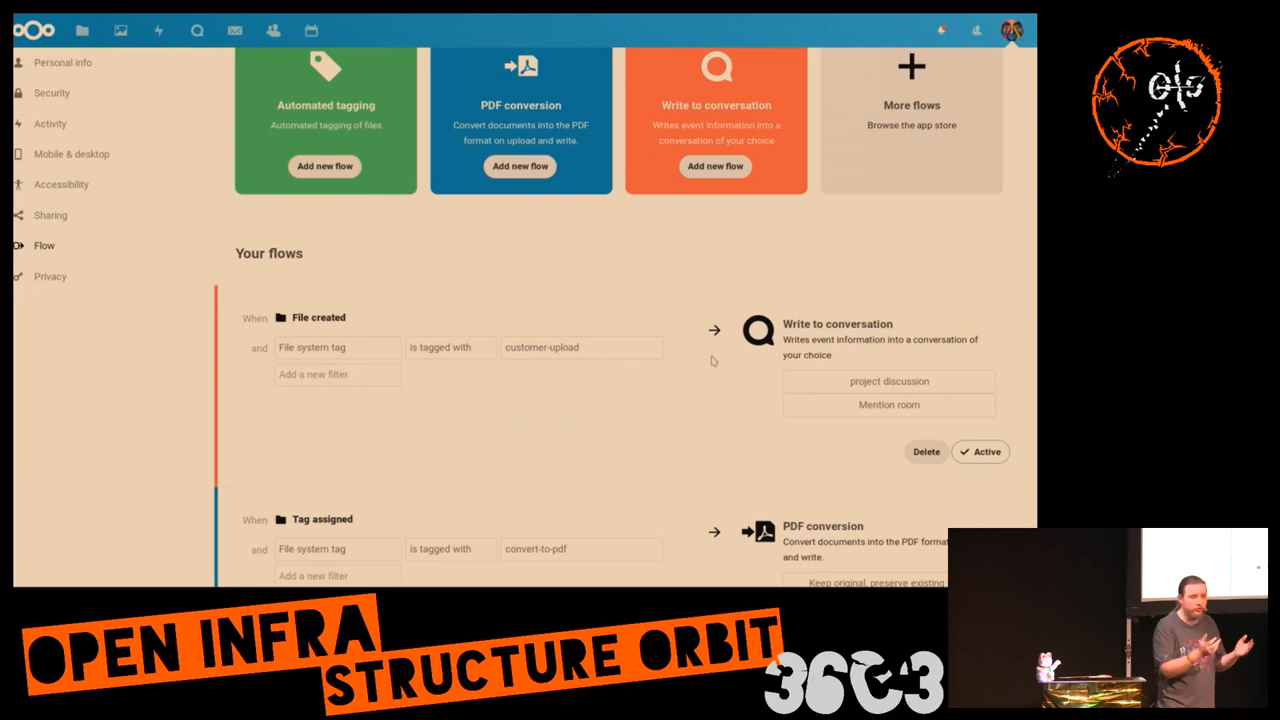 Personal info
Security
Activity
Mobile & desktop
Accessibility
Sharing
Flow
Privacy
Automated tagging
Automated tagging of files
Add new flow
PDF conversion
Convert documents into the PDF
format on upload and write.
Add new flow
Write to conversation
Writes event information into a
conversation of your choice
Add new flow
More flows
Browse the app store
Your flows
When File created
and File system tag is tagged with customer-upload
Add a new filter
Write to conversation
Writes event information into a conversation of
your choice
project discussion
Mention room
Delete Active
When Tag assigned
and File system tag is tagged with convert-to-pdf
Add a new filter
PDF conversion
Convert documents into the PDF format
and write.
Keep original, preserve existing
OPEN INFRA
STRUCTURE ORBIT
36C3